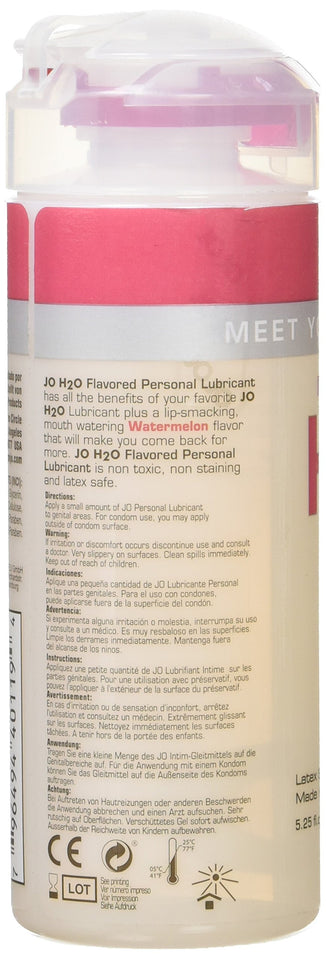 MEET YO
JO H2O Flavored Personal Lubricant
has all the benefits of your favorite JO
H2O Lubricant plus a lip-smacking,
mouth watering Watermelon flavor
that will make you come back for
more. JO H2O Flavored Personal
Lubricant is non toxic, non staining
and latex safe.
Directions:
Apply a small amount of JO Personal Lubricant
to genital areas. For condom use, you may apply
outside of condom surface.
Warning:
If irritation or discomfort occurs discontinue use and consult
a doctor. Very slippery on surfaces. Clean spills immediately.
Keep out of reach of children.
Indicaciones:
Aplique una pequeña cantidad de JO Lubricante Personal
en las partes genitales. Para el uso con condones,
puede aplicarse fuera de la superficie del condón.
Advertencia:
Si experimenta alguna irritación o molestia, interrumpa su uso
y consulte a un médico. Es muy resbaloso en las superficies.
Limpie los derrames inmediatamente. Mantenga fuera
del alcance de los ninos.
Instructions:
Appliquez une petite quantité de JO Lubrifiant Intime sur les
parties génitales. Pour une utilisation avec préservatif, vous
pouvez l'appliquer à l'extérieur de la surface du préservatif.
Avertissement:
En cas d'irritation ou de sensation d'inconfort, arrêtez
l'utilisation et consultez un médecin. Extrêmement glissant
sur les surfaces. Nettoyez immédiatement les surfaces
tâchées. A tenir hors de la portée des enfants.
Anwendung:
Tragen Sie eine kleine Menge des JO Intim-Gleitmittels auf die
Genitalbereiche auf. Für die Anwendung mit einem Kondom
können Sie das Gleitmittel auf die Außenseite des Kondoms
auftragen.
Achtung:
Bei Auftreten von Hautreizungen oder anderen Beschwerden
die Anwendung abbrechen und einen Arzt aufsuchen. Sehr
rutschig auf Oberflächen. Verschüttetes Gel sofort aufwischen.
Ausserhalb der Reichweite von Kindern aufbewahren.
CE
LOT
See printing
Ver número impreso
Voir Impression
Siehe Aufdruck
05°C
41°F
25°C
77°F
Latex
Made
5.25 fl.
7 96494 40119 4